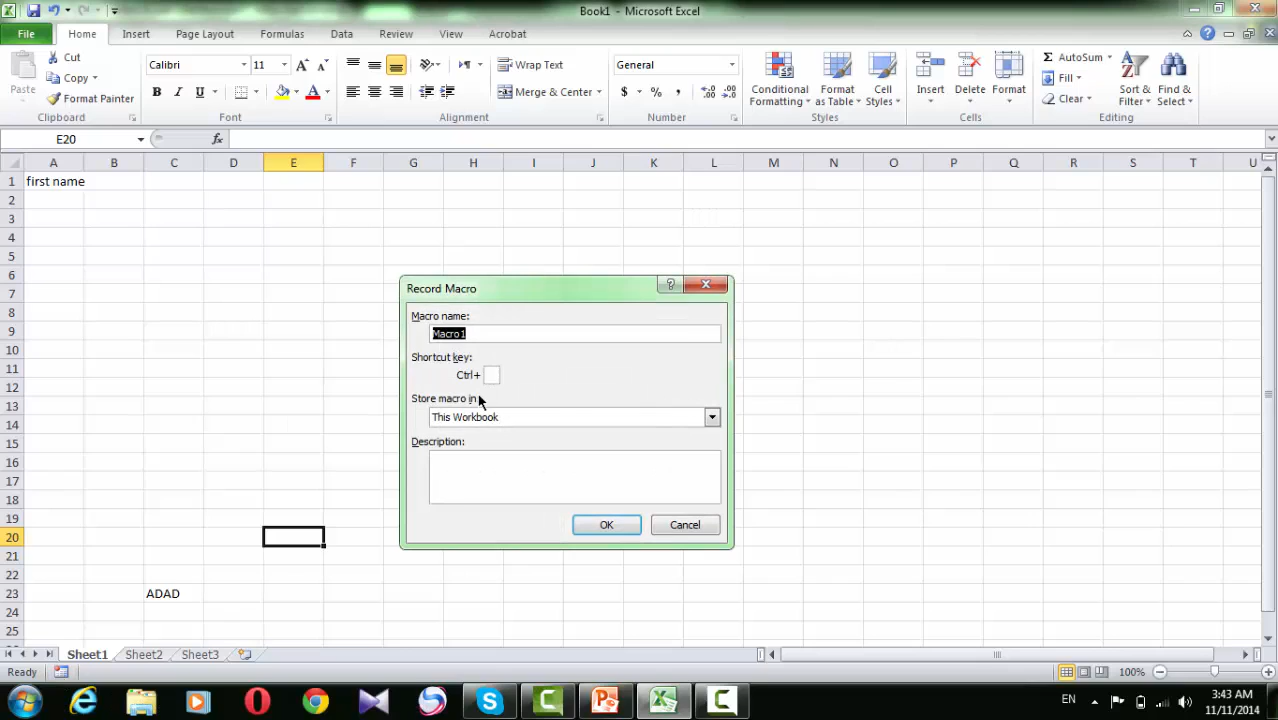 Book1 - Microsoft Excel
File Home Insert Page Layout Formulas Data Review View Acrobat
Paste
Cut
Copy
Format Painter
Calibri 11
B I U
Wrap Text
Merge & Center
General
$ % ,
Conditional Formatting
Format as Table
Cell Styles
Insert
Delete
Format
Σ AutoSum
Fill
Clear
Sort & Filter
Find & Select
Clipboard Font Alignment Number Styles Cells Editing
E20 fx
A B C D E F G H I J K L M N O P Q R S T U
1 first name
2
3
4
5
6
7
8
9
10
11
12
13
14
15
16
17
18
19
20
21
22
23 ADAD
24
25
Record Macro
Macro name:
Macro1
Shortcut key:
Ctrl+
Store macro in
This Workbook
Description:
OK Cancel
Sheet1 Sheet2 Sheet3
Ready 100%
EN 3:43 AM
11/11/2014